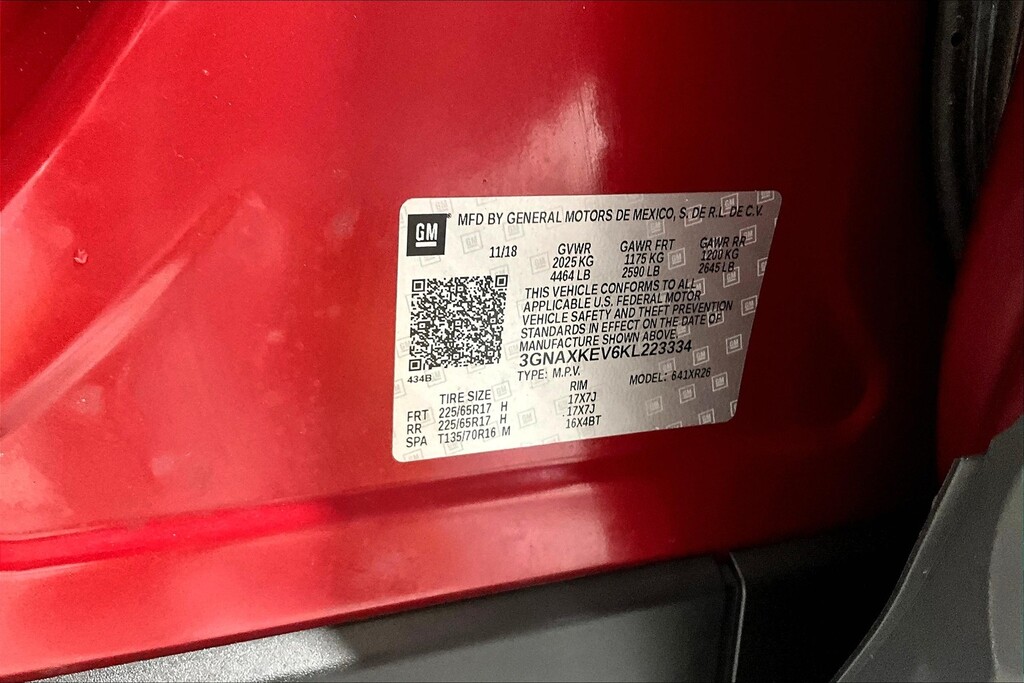 GM MFD BY GENERAL MOTORS DE MEXICO, S. DE R.L. DE C.V.
11/18 GVWR GAWR FRT GAWR RR
2025 KG 1175 KG 1200 KG
4464 LB 2590 LB 2645 LB
THIS VEHICLE CONFORMS TO ALL
APPLICABLE U.S. FEDERAL MOTOR
VEHICLE SAFETY AND THEFT PREVENTION
STANDARDS IN EFFECT ON THE DATE OF
MANUFACTURE SHOWN ABOVE.
3GNAXKEV6KL223334
434B TYPE: M.P.V. MODEL: 641XR26
TIRE SIZE RIM
FRT 225/65R17 H 17X7J
RR 225/65R17 H 17X7J
SPA T135/70R16 M 16X4BT